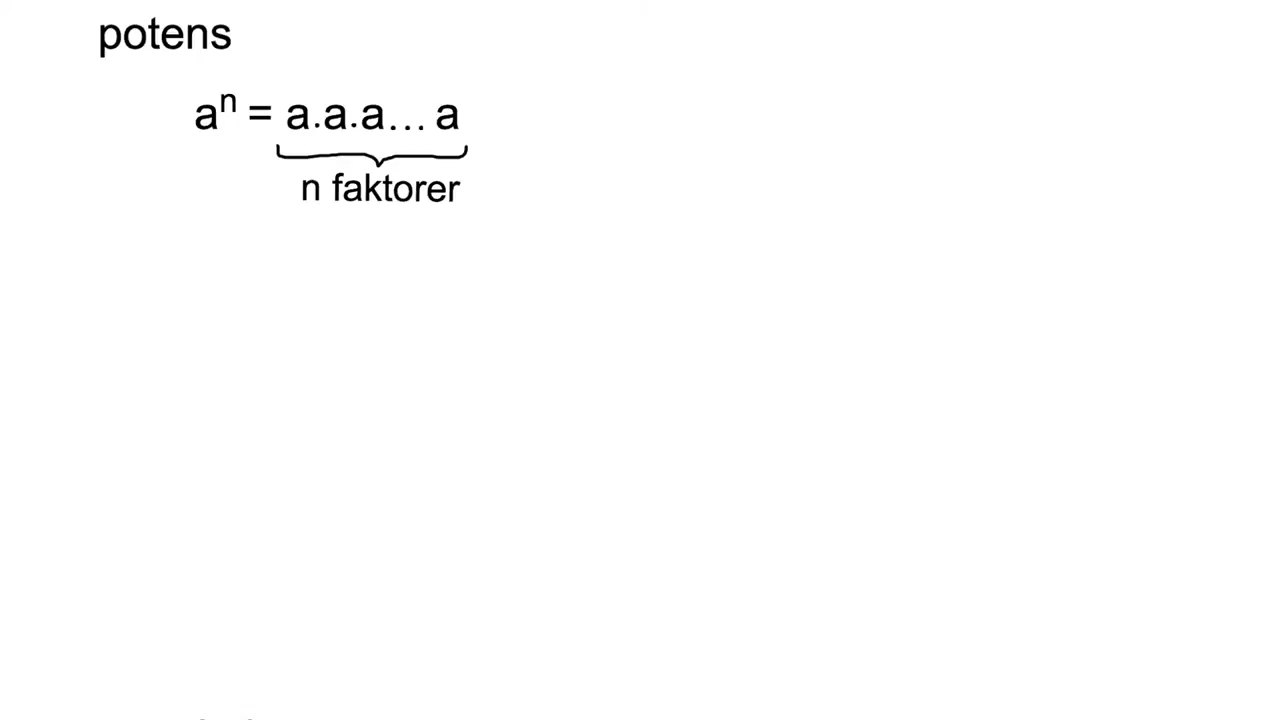 potens
aⁿ = a.a.a... a
n faktorer